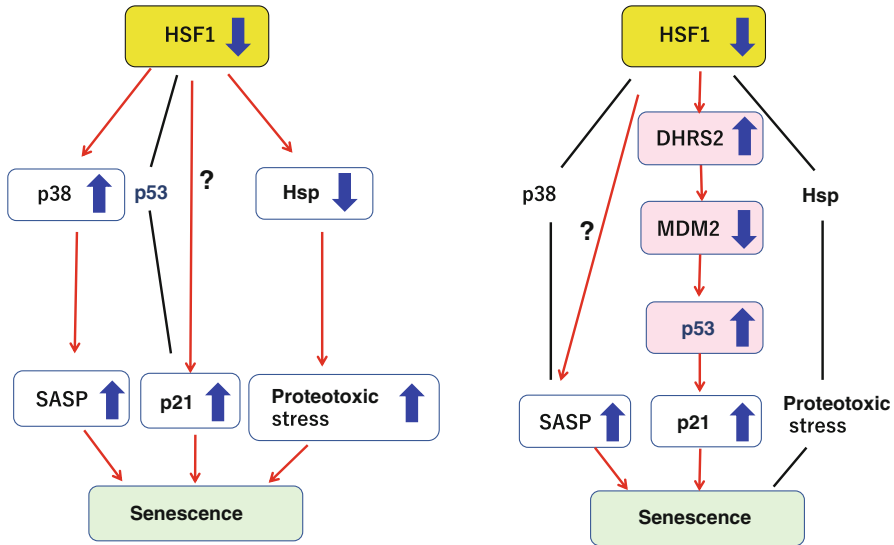 HSF1
?
p38
p53
Hsp
SASP
p21
Proteotoxic
stress
Senescence
HSF1
DHRS2
p38
Hsp
MDM2
?
p53
SASP
p21
Proteotoxic
stress
Senescence